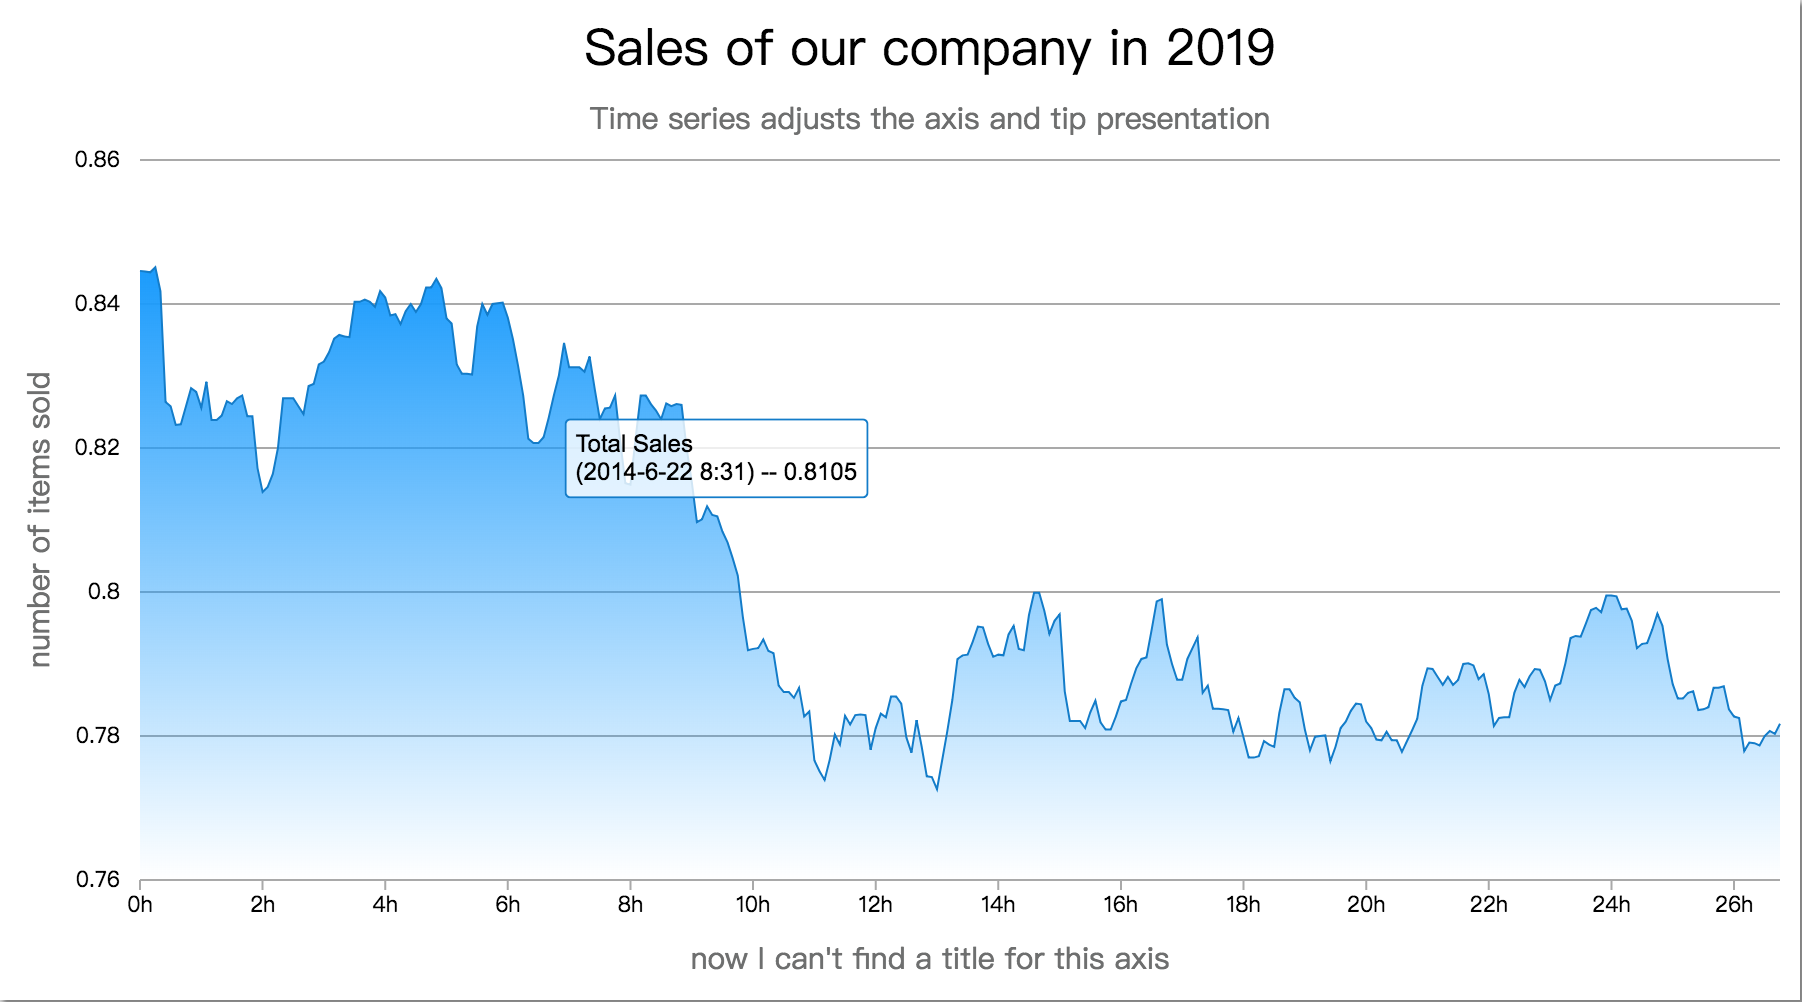 Sales of our company in 2019
Time series adjusts the axis and tip presentation
0.86
0.84
0.82
0.8
0.78
0.76
number of items sold
Total Sales
(2014-6-22 8:31) -- 0.8105
0h 2h 4h 6h 8h 10h 12h 14h 16h 18h 20h 22h 24h 26h
now I can't find a title for this axis